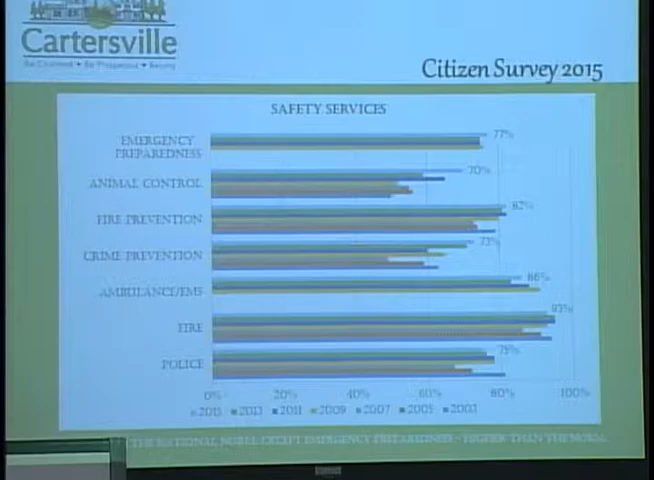 Cartersville
Citizen Survey 2015
SAFETY SERVICES
EMERGENCY
PREPAREDNESS
77%
ANIMAL CONTROL
70%
FIRE PREVENTION
82%
CRIME PREVENTION
73%
AMBULANCE/EMS
86%
FIRE
93%
POLICE
75%
0% 20% 40% 60% 80% 100%
2015 2013 2011 2009 2007 2005 2003
THE NATIONAL NORM, EXCEPT EMERGENCY PREPAREDNESS - HIGHER THAN THE NORM